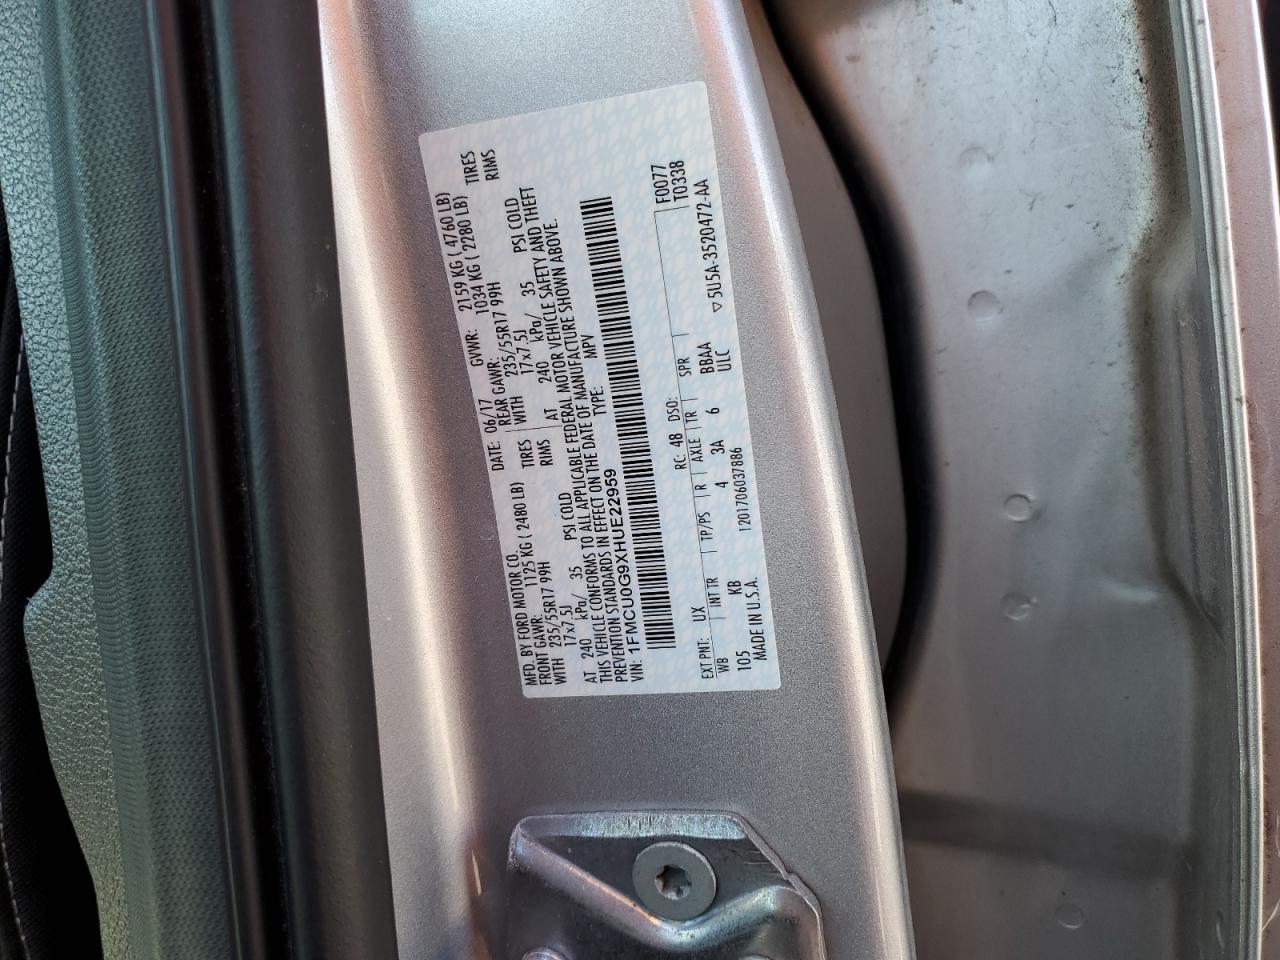 MFD. BY FORD MOTOR CO. DATE: 06/17 GVWR: 2159 KG ( 4760 LB)
FRONT GAWR: 1125 KG ( 2480 LB) REAR GAWR: 1034 KG ( 2280 LB)
WITH 235/55R17 99H TIRES WITH 235/55R17 99H TIRES
17x7.5J RIMS 17x7.5J RIMS
AT 240 kPa/ 35 PSI COLD AT 240 kPa/ 35 PSI COLD
THIS VEHICLE CONFORMS TO ALL APPLICABLE FEDERAL MOTOR VEHICLE SAFETY AND THEFT
PREVENTION STANDARDS IN EFFECT ON THE DATE OF MANUFACTURE SHOWN ABOVE.
VIN: 1FMCU0G9XHUE22959 TYPE: MPV
F0077
EXT PNT: UX RC: 48 DSO: T0338
WB INT TR TP/PS R AXLE TR SPR
105 KB 4 3A 6 BBAA ▽5U5A-3520472-AA
MADE IN U.S.A. 1201706037886 ULC